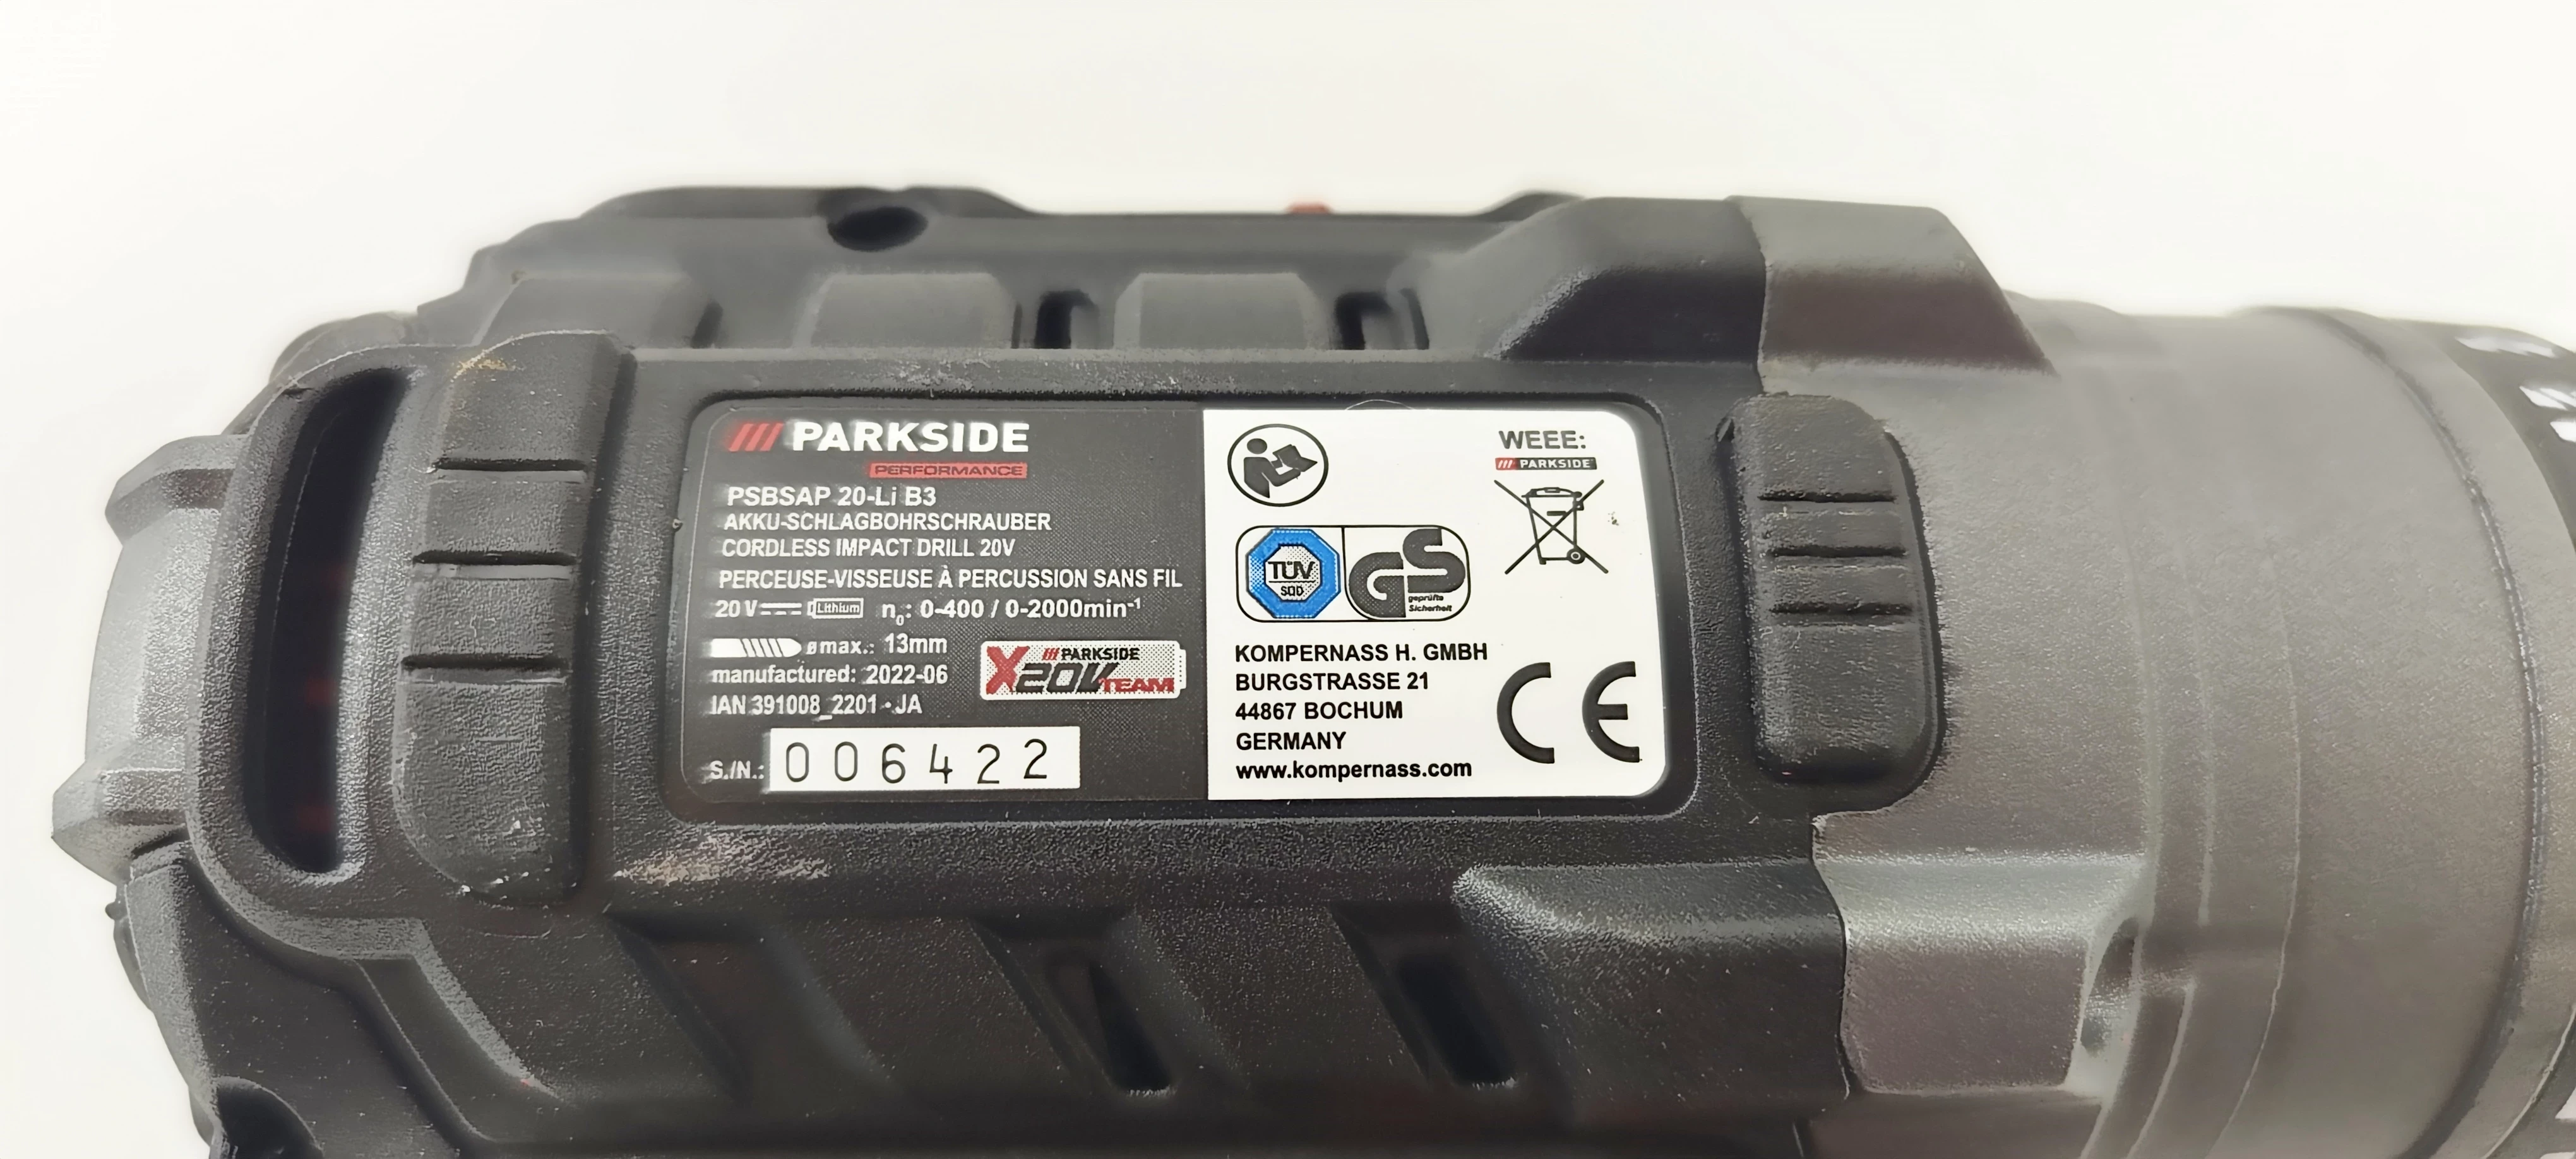 PARKSIDE
PERFORMANCE
PSBSAP 20-Li B3
AKKU-SCHLAGBOHRSCHRAUBER
CORDLESS IMPACT DRILL 20V
PERCEUSE-VISSEUSE À PERCUSSION SANS FIL
20 V Lithium n₀: 0-400 / 0-2000min⁻¹
ømax.: 13mm
manufactured: 2022-06
IAN 391008_2201 • JA
PARKSIDE
X20V TEAM
S./N.: 006422
WEEE:
PARKSIDE
TÜV
SÜD
GS
geprüfte
Sicherheit
KOMPERNASS H. GMBH
BURGSTRASSE 21
44867 BOCHUM
GERMANY
www.kompernass.com
CE